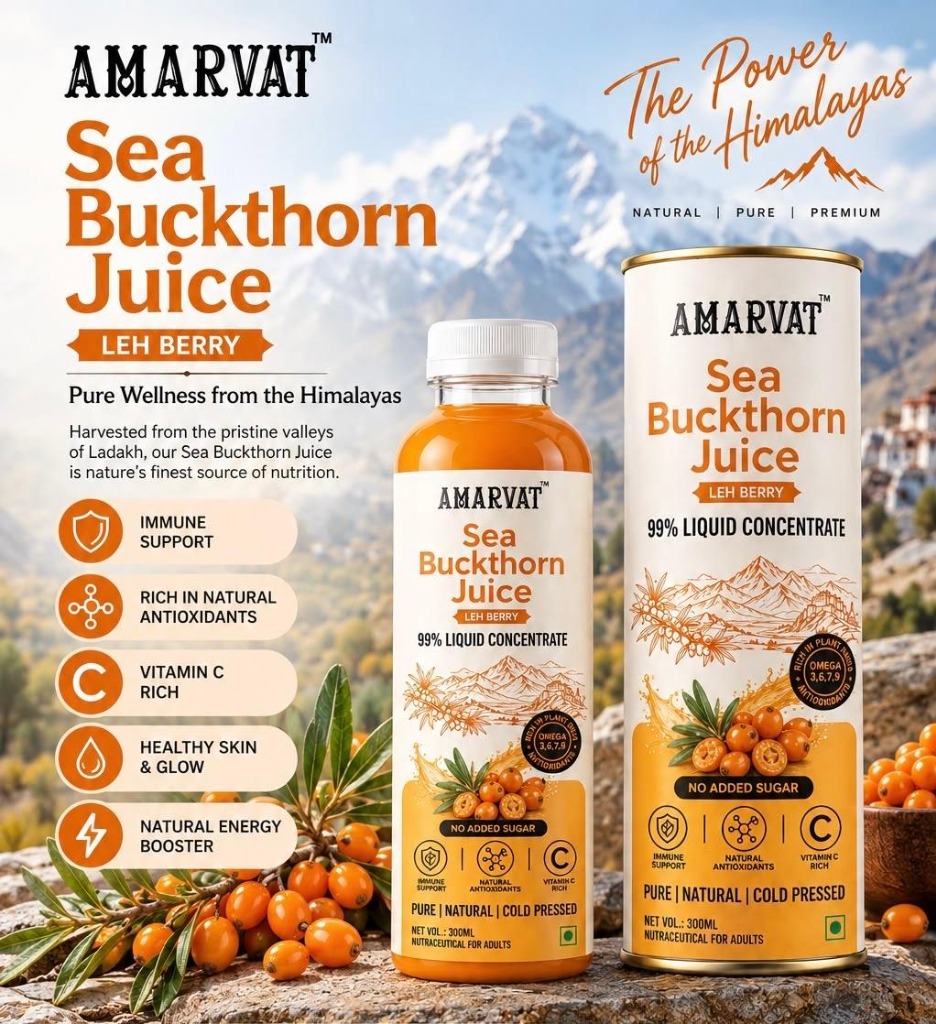 AMARVAT™
Sea
Buckthorn
Juice
LEH BERRY
Pure Wellness from the Himalayas
Harvested from the pristine valleys
of Ladakh, our Sea Buckthorn Juice
is nature's finest source of nutrition.
IMMUNE
SUPPORT
RICH IN NATURAL
ANTIOXIDANTS
VITAMIN C
RICH
HEALTHY SKIN
& GLOW
NATURAL ENERGY
BOOSTER
The Power
of the Himalayas
NATURAL | PURE | PREMIUM
AMARVAT™
Sea
Buckthorn
Juice
LEH BERRY
99% LIQUID CONCENTRATE
RICH IN PLANT
OMEGA
3,6,7,9
ANTIOXIDANTS
NO ADDED SUGAR
IMMUNE
SUPPORT
NATURAL
ANTIOXIDANTS
C
VITAMIN C
RICH
PURE | NATURAL | COLD PRESSED
NET VOL.: 300ML
NUTRACEUTICAL FOR ADULTS
AMARVAT™
Sea
Buckthorn
Juice
LEH BERRY
99% LIQUID CONCENTRATE
RICH IN PLANT
OMEGA
3,6,7,9
ANTIOXIDANTS
NO ADDED SUGAR
IMMUNE
SUPPORT
NATURAL
ANTIOXIDANTS
C
VITAMIN C
RICH
PURE | NATURAL | COLD PRESSED
NET VOL.: 300ML
NUTRACEUTICAL FOR ADULTS